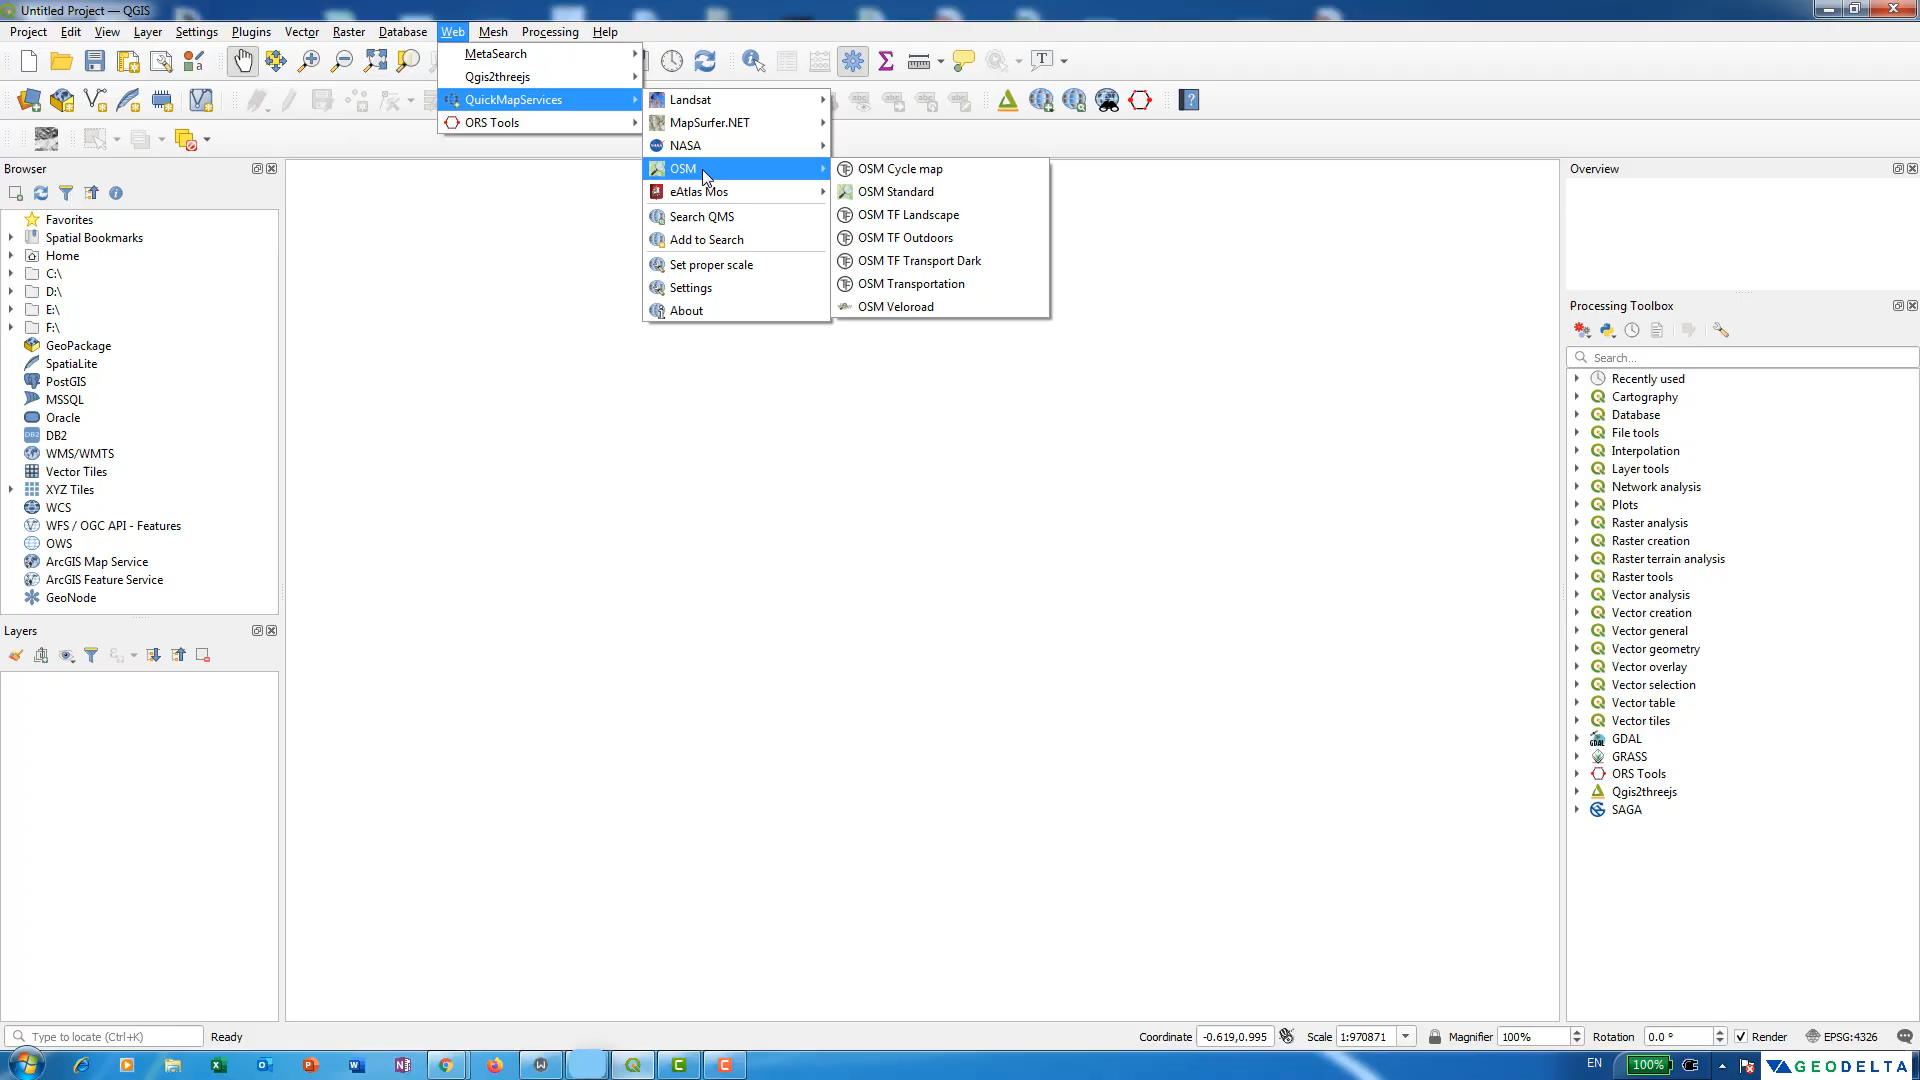 Untitled Project — QGIS
Project Edit View Layer Settings Plugins Vector Raster Database Web Mesh Processing Help
MetaSearch
Qgis2threejs
QuickMapServices
ORS Tools
Landsat
MapSurfer.NET
NASA
OSM
eAtlas Mos
Search QMS
Add to Search
Set proper scale
Settings
About
OSM Cycle map
OSM Standard
OSM TF Landscape
OSM TF Outdoors
OSM TF Transport Dark
OSM Transportation
OSM Veloroad
Browser
Favorites
Spatial Bookmarks
Home
C:\
D:\
E:\
F:\
GeoPackage
SpatiaLite
PostGIS
MSSQL
Oracle
DB2
WMS/WMTS
Vector Tiles
XYZ Tiles
WCS
WFS / OGC API - Features
OWS
ArcGIS Map Service
ArcGIS Feature Service
GeoNode
Layers
Overview
Processing Toolbox
Search...
Recently used
Cartography
Database
File tools
Interpolation
Layer tools
Network analysis
Plots
Raster analysis
Raster creation
Raster terrain analysis
Raster tools
Vector analysis
Vector creation
Vector general
Vector geometry
Vector overlay
Vector selection
Vector table
Vector tiles
GDAL
GRASS
ORS Tools
Qgis2threejs
SAGA
Type to locate (Ctrl+K) Ready Coordinate -0.619,0.995 Scale 1:970871 Magnifier 100% Rotation 0.0 ° Render EPSG:4326
EN 100% GEODELTA